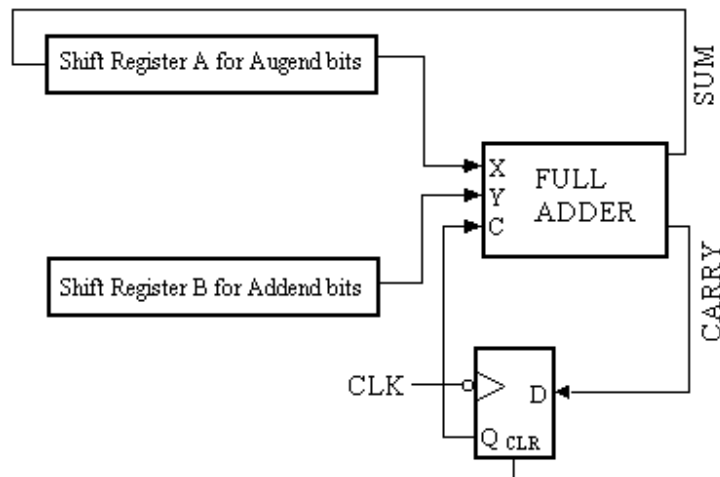 Shift Register A for Augend bits
SUM
X
Y
C
FULL
ADDER
Shift Register B for Addend bits
CARRY
CLK
D
Q
CLR